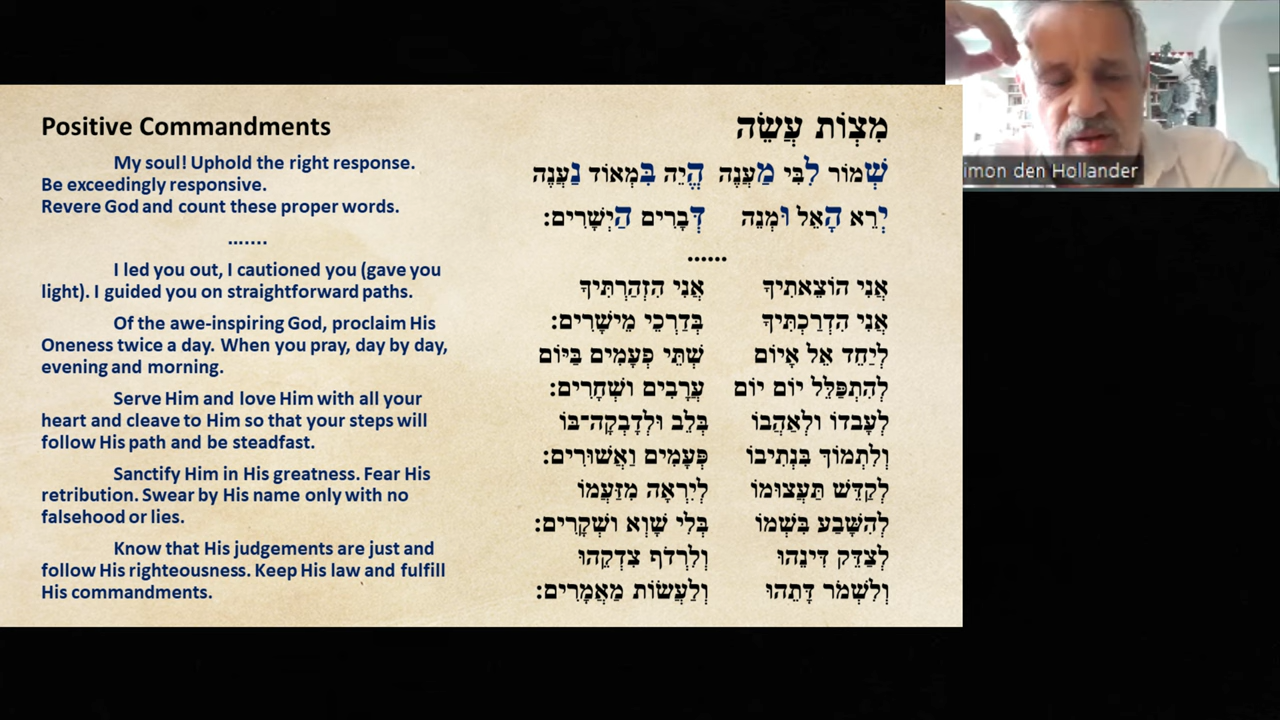 Positive Commandments
My soul! Uphold the right response.
Be exceedingly responsive.
Revere God and count these proper words.
.......
I led you out, I cautioned you (gave you
light). I guided you on straightforward paths.
Of the awe-inspiring God, proclaim His
Oneness twice a day. When you pray, day by day,
evening and morning.
Serve Him and love Him with all your
heart and cleave to Him so that your steps will
follow His path and be steadfast.
Sanctify Him in His greatness. Fear His
retribution. Swear by His name only with no
falsehood or lies.
Know that His judgements are just and
follow His righteousness. Keep His law and fulfill
His commandments.
מִצְוֹת עֲשֵׂה
שְׁמוֹר לִבִּי מַעֲנֶה הֱיֵה בִּמְאוֹד נַעֲנֶה
יְרָא הָאֵל וּמְנֵה דְּבָרִים הַיְשָׁרִים:
......
אֲנִי הוֹצֵאתִיךָ אֲנִי הִזְהַרְתִּיךָ
אֲנִי הִדְרַכְתִּיךָ בְּדַרְכֵי מֵישָׁרִים:
לְיַחֵד אֵל אָיוֹם שְׁתֵּי פְעָמִים בַּיּוֹם
לְהִתְפַּלֵּל יוֹם יוֹם עֲרָבִים וּשְׁחָרִים:
לְעָבְדוֹ וּלְאַהֲבוֹ בְּלֵב וּלְדָבְקָה־בּוֹ
וְלִתְמוֹךְ בִּנְתִיבוֹ פְּעָמִים וַאֲשׁוּרִים:
לְקַדֵּשׁ תַּעֲצוּמוֹ לְיִרְאָה מִזַּעְמוֹ
לְהִשָּׁבַע בִּשְׁמוֹ בְּלִי שָׁוְא וּשְׁקָרִים:
לְצַדֵּק דִּינֵהוּ וְלִרְדֹּף צִדְקֵהוּ
וְלִשְׁמֹר דָּתֵהוּ וְלַעֲשׂוֹת מַאֲמָרִים:
imon den Hollander